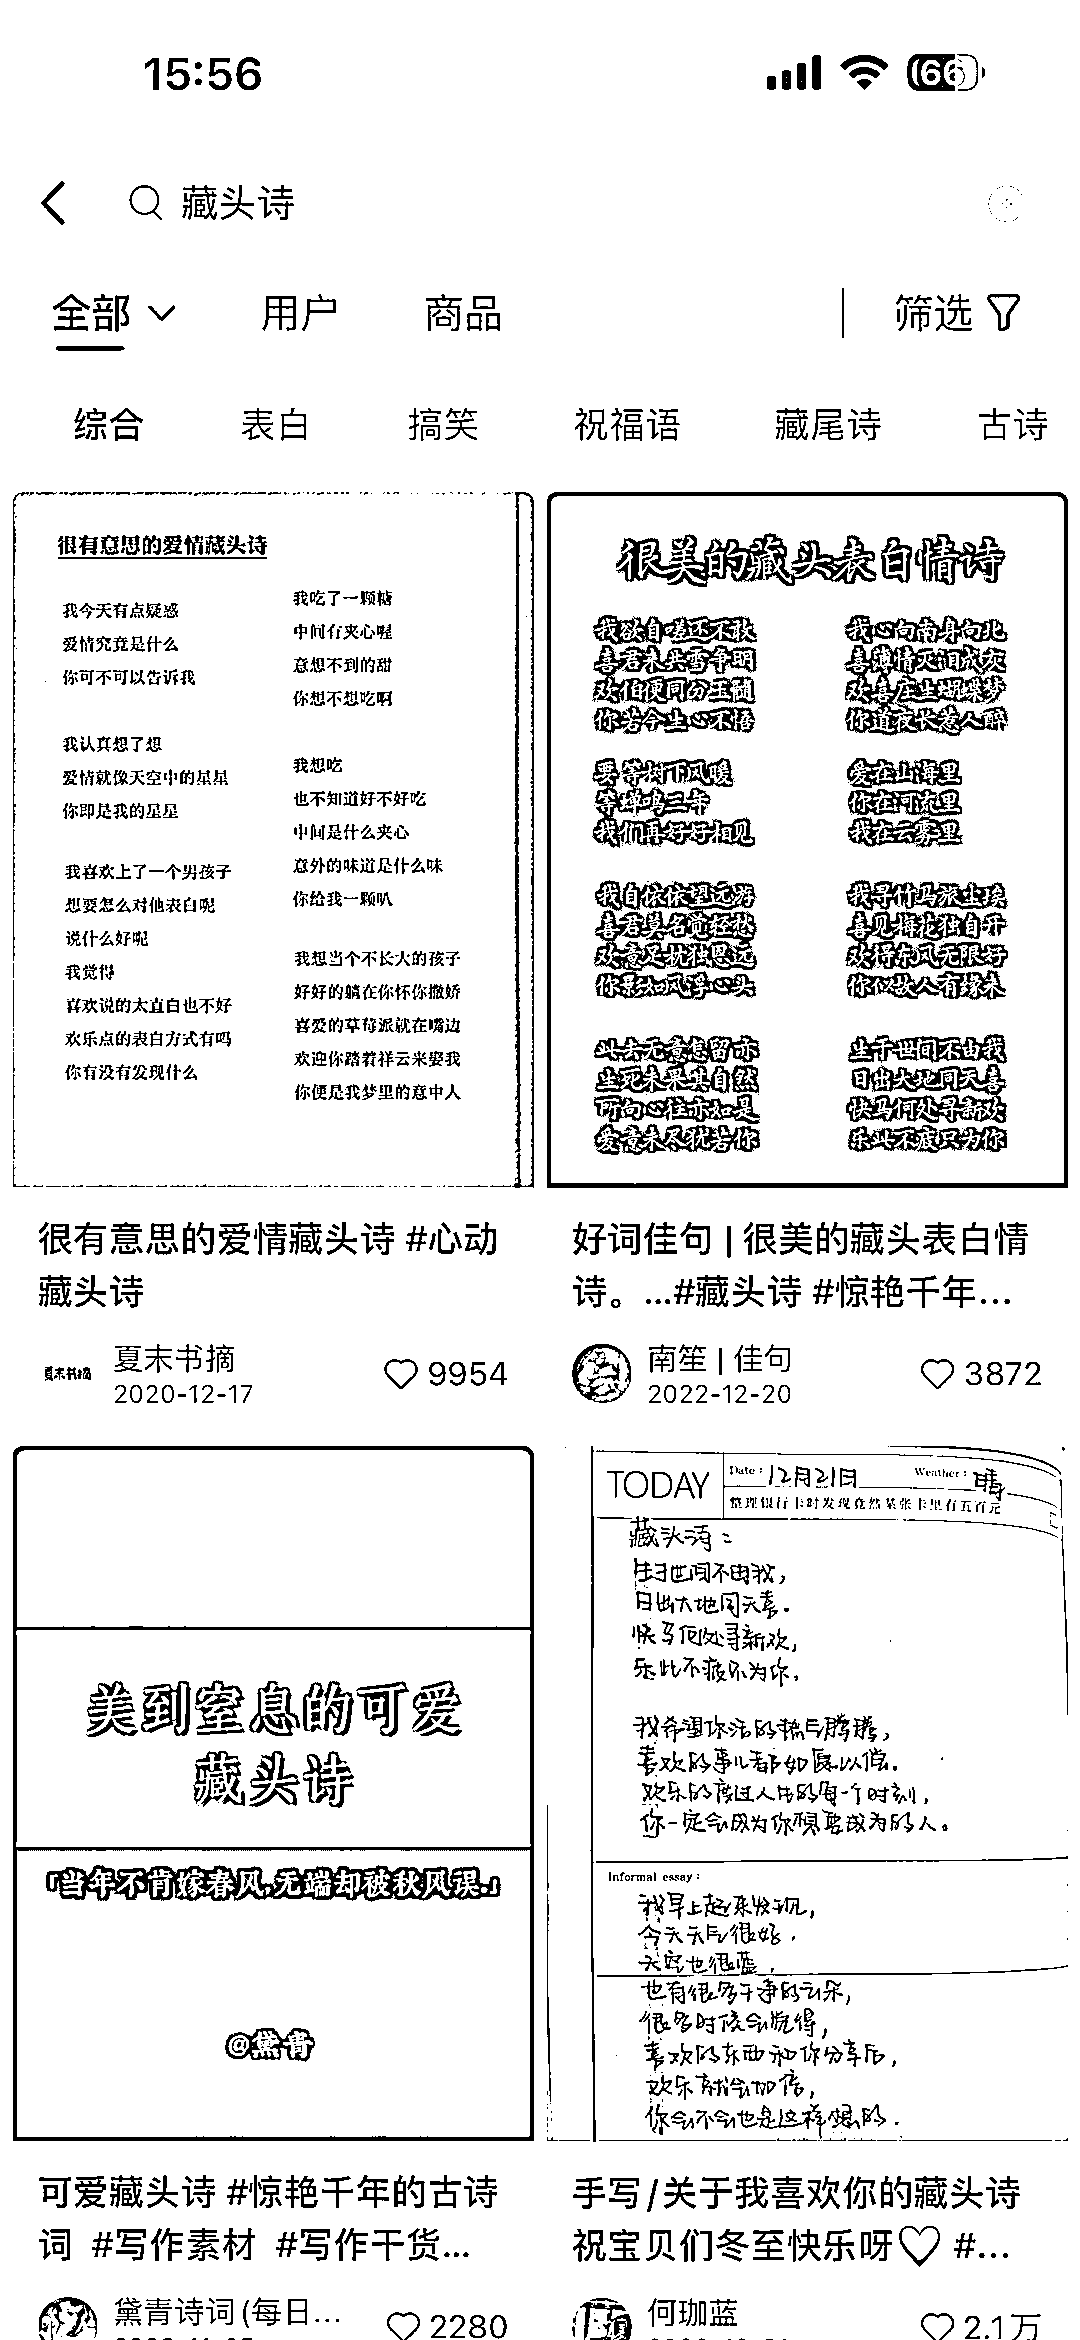 15:56
66
藏头诗
全部 用户 商品 筛选
综合 表白 搞笑 祝福语 藏尾诗 古诗
很有意思的爱情藏头诗
我今天有点疑惑
爱情究竟是什么
你可不可以告诉我
我认真想了想
爱情就像天空中的星星
你即是我的星星
我喜欢上了一个男孩子
想要怎么对他表白呢
说什么好呢
我觉得
喜欢说的太直白也不好
欢乐点的表白方式有吗
你有没有发现什么
我吃了一颗糖
中间有夹心喔
意想不到的甜
你想不想吃啊
我想吃
也不知道好不好吃
中间是什么夹心
意外的味道是什么味
你给我一颗叭
我想当个不长大的孩子
好好的躺在你怀你撒娇
喜爱的草莓派就在嘴边
欢迎你踏着祥云来娶我
你便是我梦里的意中人
很美的藏头表白情诗
我欲自嗟还不敌
喜君未共雪争明
欢伯便同分玉髓
你若今生心不悟
要等树下风暖
等蝉鸣三年
我们再好好相见
我自依依望远游
喜君莫名觉轻愁
欢意足枕独思远
你影如风浮心头
此去无意悲留亦
生死未果其自然
所向心往亦如是
爱意未尽犹若你
我心向南身向北
喜薄情灭泪成灰
欢喜庄生蝴蝶梦
你道夜长惹人醉
爱在山海里
你在河流里
我在云雾里
我寻竹马旅尘埃
喜见梅花独自开
欢得东风无限好
你似故人有缘来
生于世间不由我
日出大地同天喜
快马何处寻新欢
乐此不疲只为你
很有意思的爱情藏头诗 #心动
藏头诗
夏末书摘
夏末书摘
2020-12-17
9954
好词佳句 | 很美的藏头表白情
诗。...#藏头诗 #惊艳千年...
南笙 | 佳句
2022-12-20
3872
美到窒息的可爱
藏头诗
「当年不肯嫁春风,无端却被秋风误.」
@黛青
TODAY
Date: 12月21日 Weather: 晴
整理银行卡时发现竟然某张卡里有五百元
藏头诗:
生于世间不由我,
日出大地同天喜.
快马何处寻新欢,
乐此不疲只为你.
我希望你活的热气腾腾,
喜欢的事儿都如愿以偿.
欢乐的度过人生的每一个时刻,
你一定会成为你想要成为的人。
Informal essay:
我早上起来发现,
今天天气很好.
天空也很蓝,
也有很多干净的云朵,
很多时候会觉得,
喜欢的东西和你分享后,
欢乐就会加倍,
你会不会也是这样想的.
可爱藏头诗 #惊艳千年的古诗
词 #写作素材 #写作干货...
黛青诗词(每日...
2280
手写/关于我喜欢你的藏头诗
祝宝贝们冬至快乐呀♡ #...
何珈蓝
2.1万